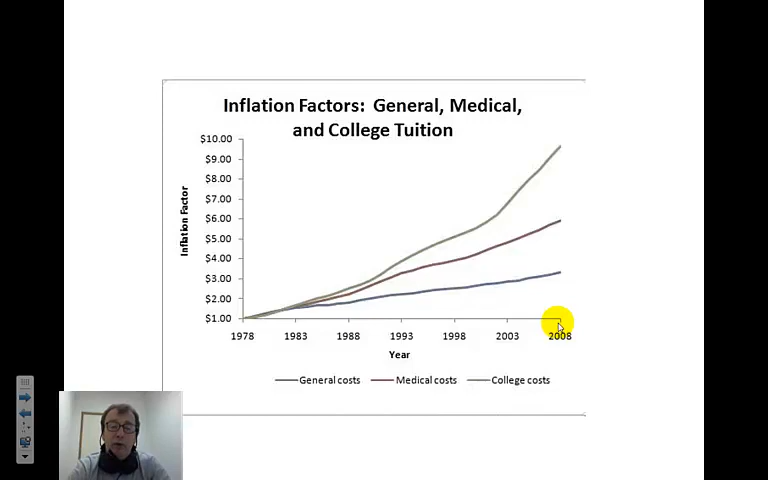 Inflation Factors: General, Medical,
and College Tuition
$10.00
$9.00
$8.00
$7.00
$6.00
$5.00
$4.00
$3.00
$2.00
$1.00
Inflation Factor
1978 1983 1988 1993 1998 2003 2008
Year
General costs Medical costs College costs